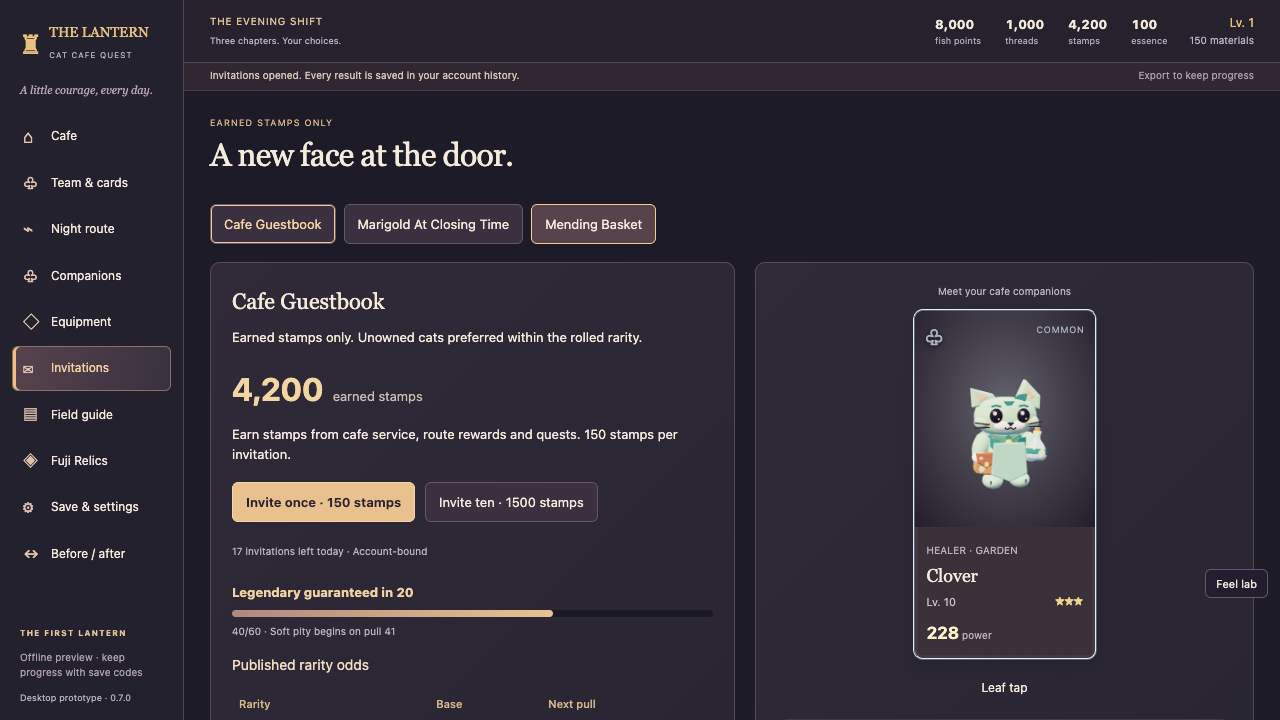 THE LANTERN
CAT CAFE QUEST
A little courage, every day.
Cafe
Team & cards
Night route
Companions
Equipment
Invitations
Field guide
Fuji Relics
Save & settings
Before / after
THE FIRST LANTERN
Offline preview · keep
progress with save codes
Desktop prototype · 0.7.0
THE EVENING SHIFT
Three chapters. Your choices.
8,000 fish points
1,000 threads
4,200 stamps
100 essence
Lv. 1
150 materials
Invitations opened. Every result is saved in your account history.
Export to keep progress
EARNED STAMPS ONLY
A new face at the door.
Cafe Guestbook
Marigold At Closing Time
Mending Basket
Cafe Guestbook
Earned stamps only. Unowned cats preferred within the rolled rarity.
4,200 earned stamps
Earn stamps from cafe service, route rewards and quests. 150 stamps per
invitation.
Invite once · 150 stamps
Invite ten · 1500 stamps
17 invitations left today · Account-bound
Legendary guaranteed in 20
40/60 · Soft pity begins on pull 41
Published rarity odds
Rarity Base Next pull
Meet your cafe companions
COMMON
HEALER · GARDEN
Clover
Lv. 10
228 power
Leaf tap
Feel lab